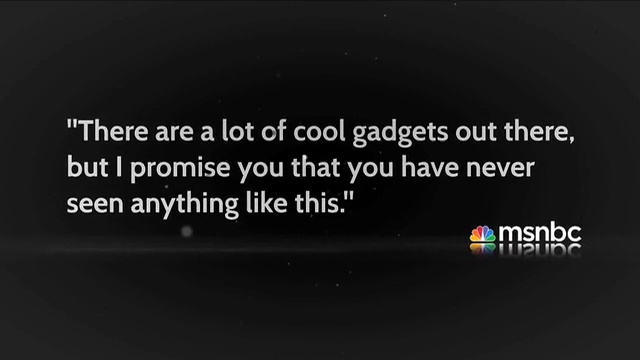 "There are a lot of cool gadgets out there,
but I promise you that you have never
seen anything like this."
msnbc